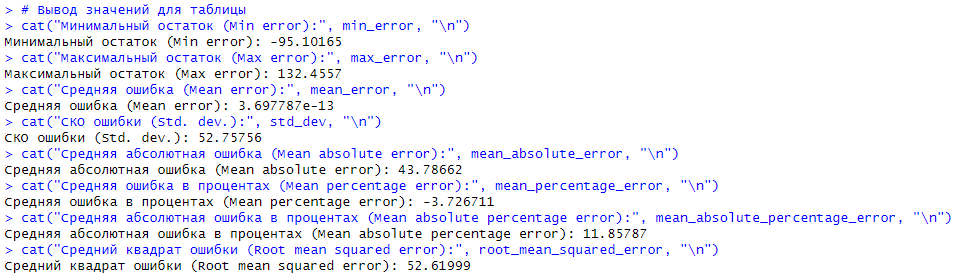 > # Вывод значений для таблицы
> cat("Минимальный остаток (Min error):", min_error, "\n")
Минимальный остаток (Min error): -95.10165
> cat("Максимальный остаток (Max error):", max_error, "\n")
Максимальный остаток (Max error): 132.4557
> cat("Средняя ошибка (Mean error):", mean_error, "\n")
Средняя ошибка (Mean error): 3.697787e-13
> cat("СКО ошибки (Std. dev.):", std_dev, "\n")
СКО ошибки (Std. dev.): 52.75756
> cat("Средняя абсолютная ошибка (Mean absolute error):", mean_absolute_error, "\n")
Средняя абсолютная ошибка (Mean absolute error): 43.78662
> cat("Средняя ошибка в процентах (Mean percentage error):", mean_percentage_error, "\n")
Средняя ошибка в процентах (Mean percentage error): -3.726711
> cat("Средняя абсолютная ошибка в процентах (Mean absolute percentage error):", mean_absolute_percentage_error, "\n")
Средняя абсолютная ошибка в процентах (Mean absolute percentage error): 11.85787
> cat("Средний квадрат ошибки (Root mean squared error):", root_mean_squared_error, "\n")
Средний квадрат ошибки (Root mean squared error): 52.61999